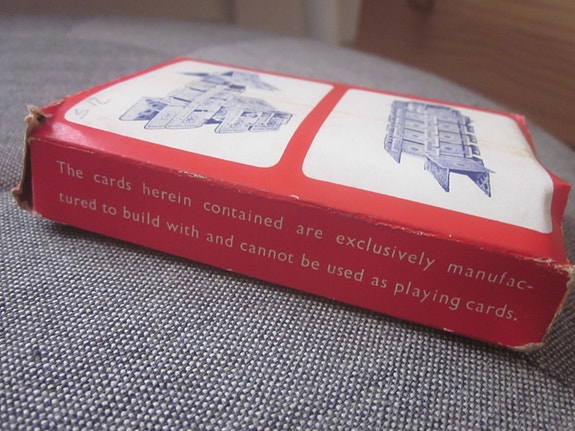 The cards herein contained are exclusively manufac-
tured to build with and cannot be used as playing cards.